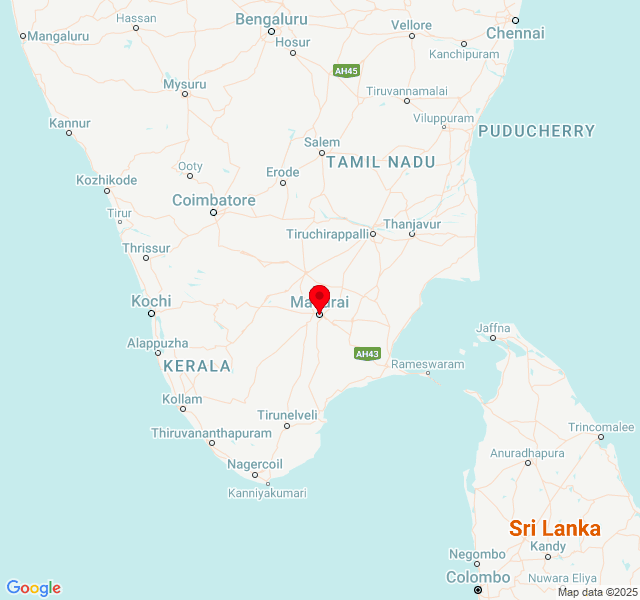 Hassan
Bengaluru
Mangaluru
Hosur
Vellore
Chennai
Kanchipuram
AH45
Mysuru
Tiruvannamalai
Kannur
Viluppuram
PUDUCHERRY
Salem
TAMIL NADU
Ooty
Erode
Kozhikode
Coimbatore
Tirur
Tiruchirappalli
Thanjavur
Thrissur
Kochi
Jaffna
Alappuzha
AH43
KERALA
Rameswaram
Kollam
Tirunelveli
Thiruvananthapuram
Trincomalee
Anuradhapura
Nagercoil
Kanniyakumari
Sri Lanka
Negombo
Kandy
Colombo
Nuwara Eliya
Google
Map data ©2025